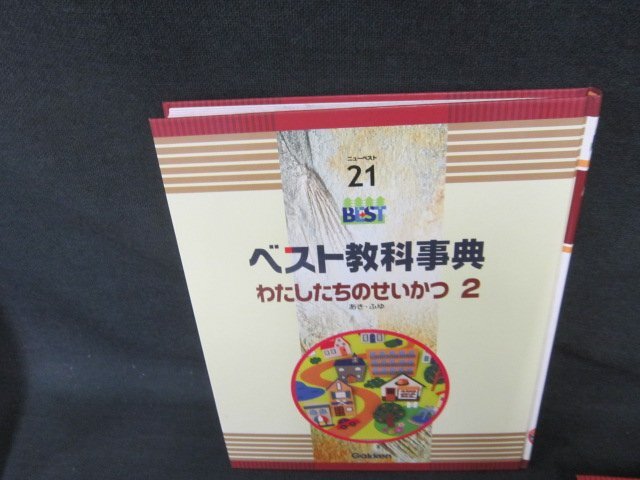 ニューベスト
21
BEST
ベスト教科事典
わたしたちのせいかつ 2
あき・ふゆ
Gakken